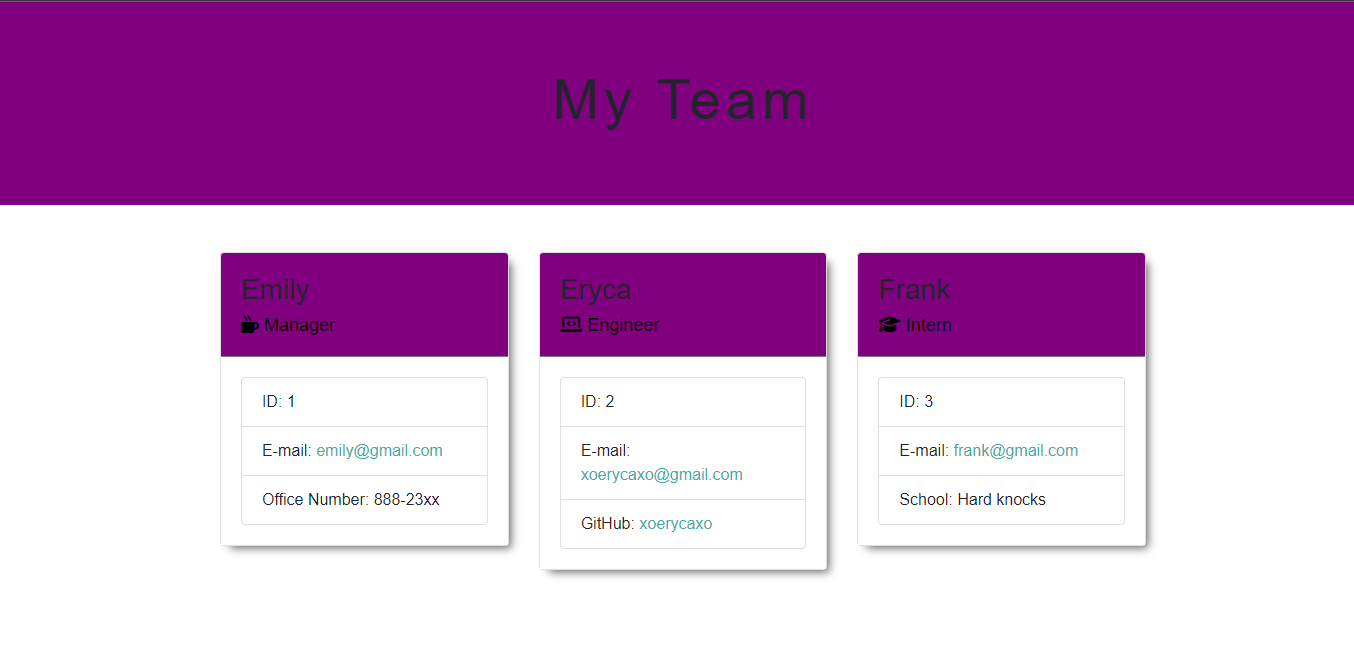 My Team
Emily
Manager
ID: 1
E-mail: emily@gmail.com
Office Number: 888-23xx
Eryca
Engineer
ID: 2
E-mail:
xoerycaxo@gmail.com
GitHub: xoerycaxo
Frank
Intern
ID: 3
E-mail: frank@gmail.com
School: Hard knocks